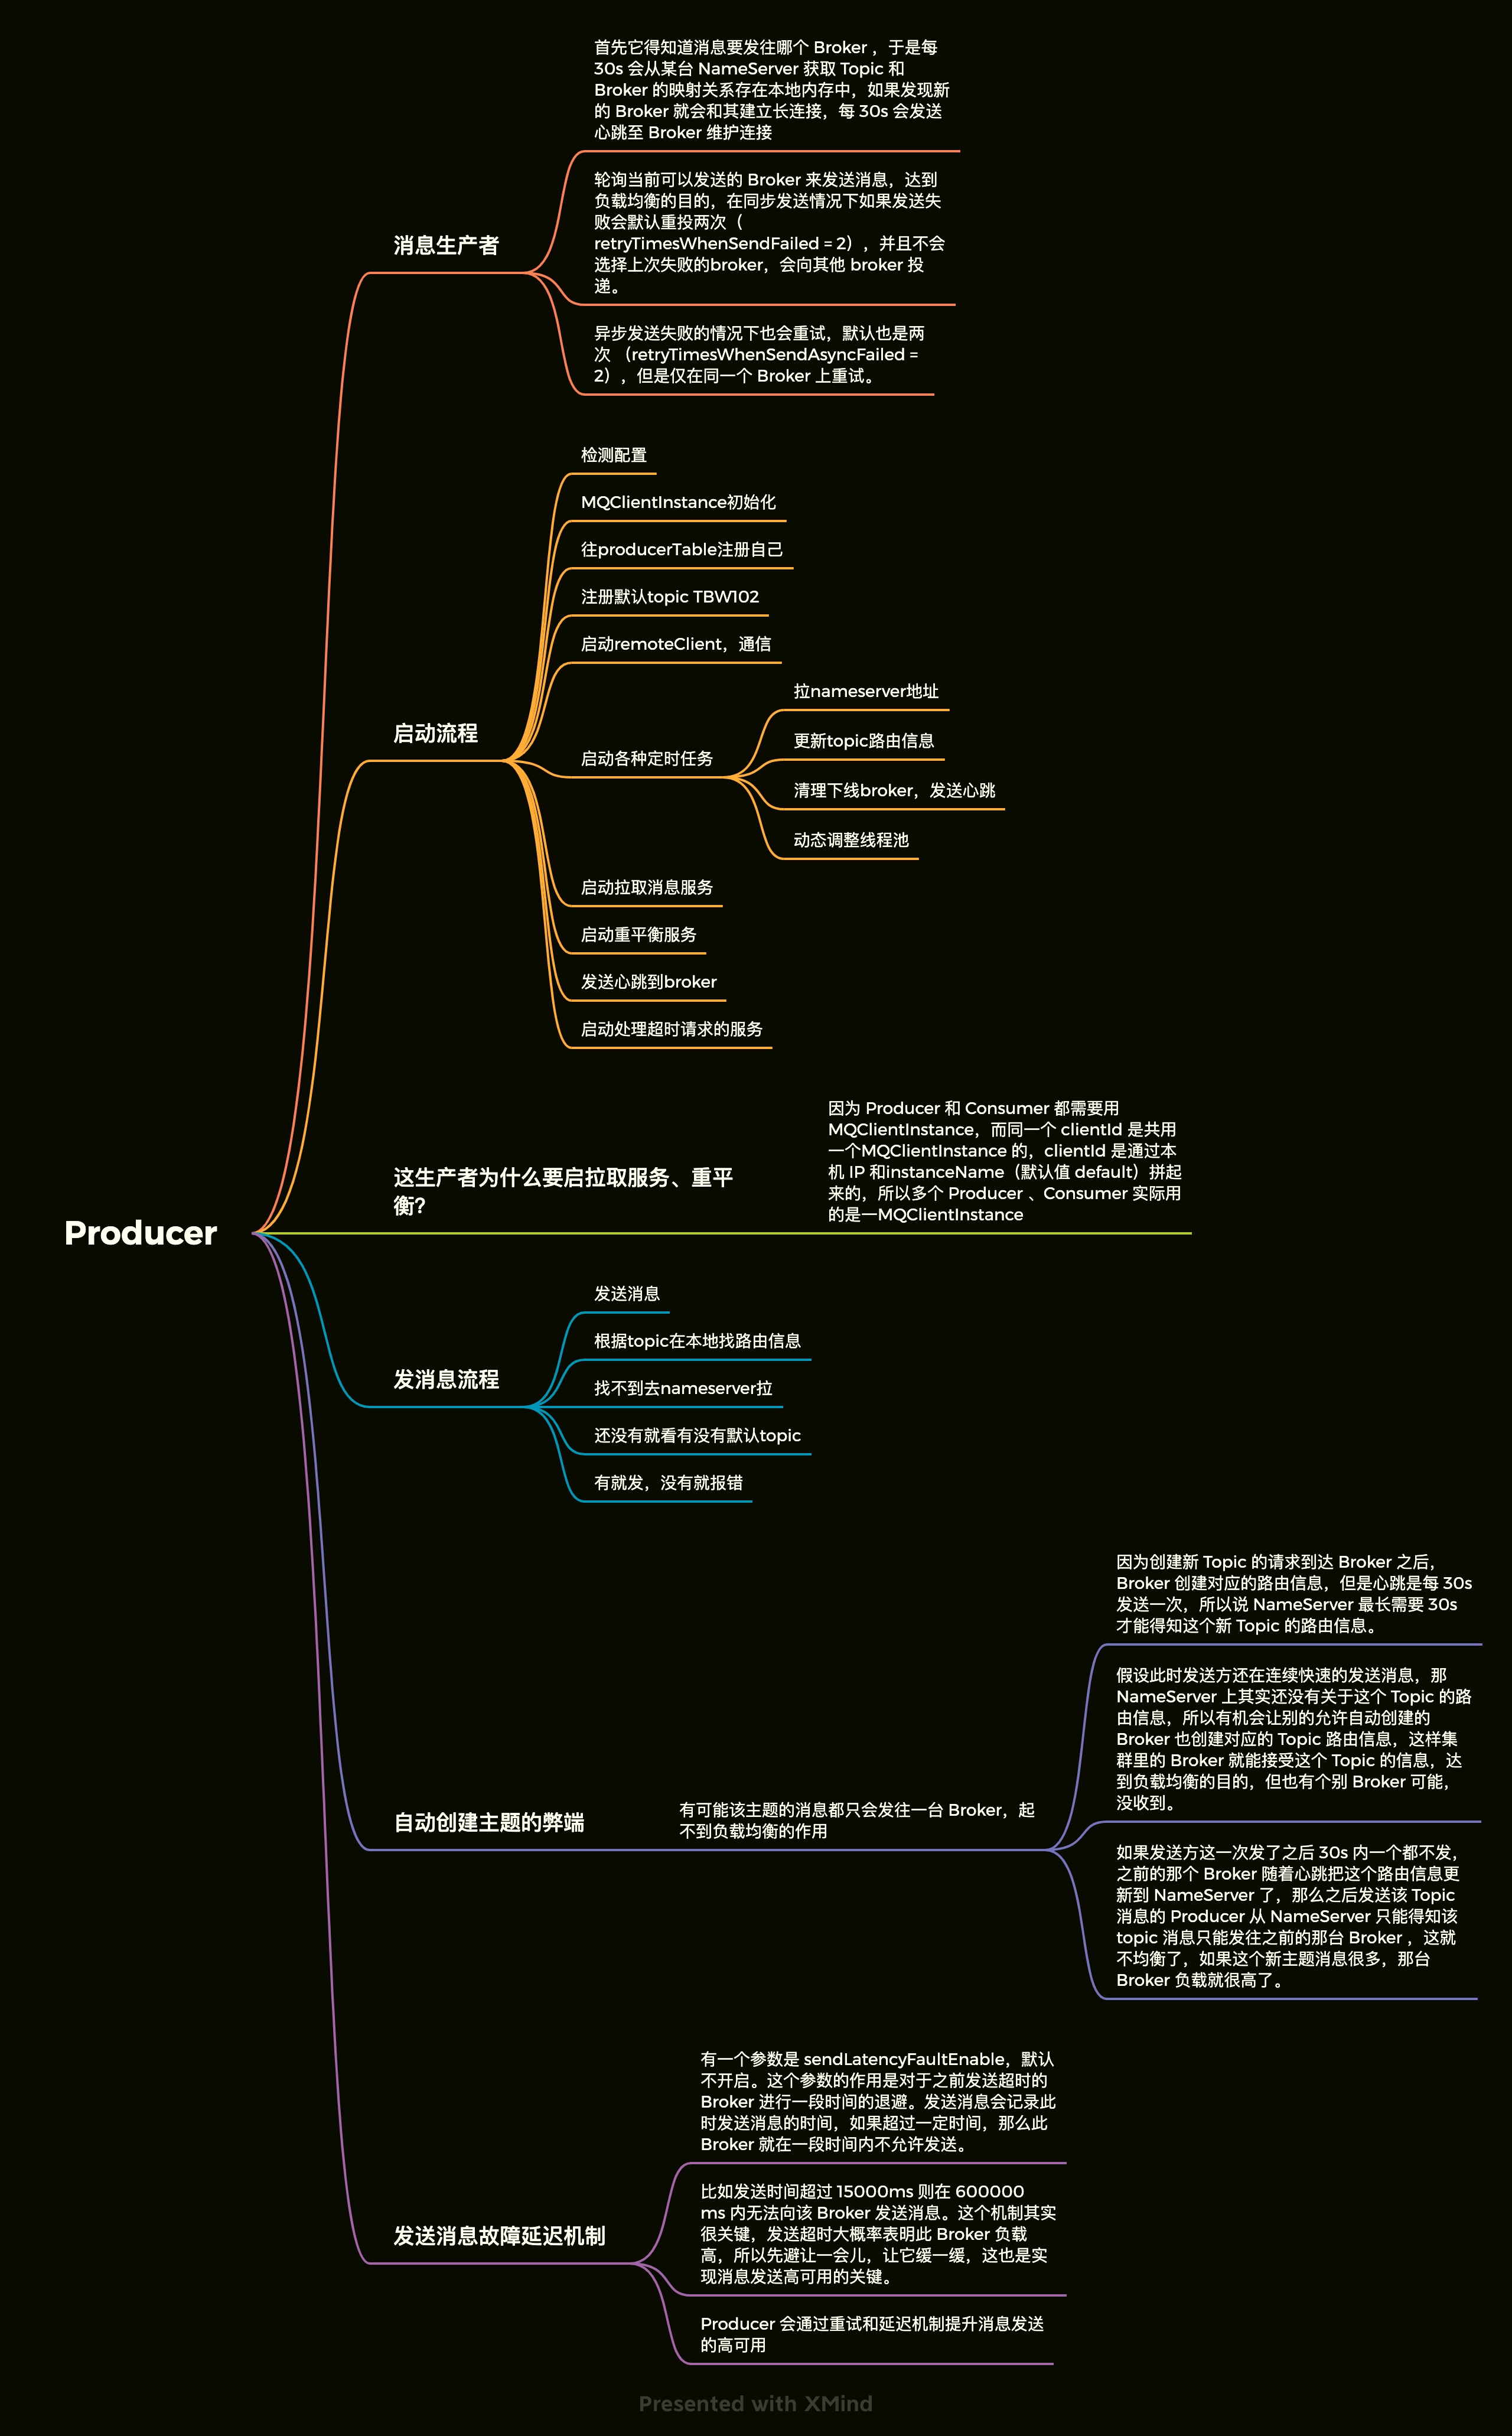 首先它得知道消息要发往哪个 Broker ，于是每
30s 会从某台 NameServer 获取 Topic 和
Broker 的映射关系存在本地内存中，如果发现新
的 Broker 就会和其建立长连接，每 30s 会发送
心跳至 Broker 维护连接
轮询当前可以发送的 Broker 来发送消息，达到
负载均衡的目的，在同步发送情况下如果发送失
败会默认重投两次（
retryTimesWhenSendFailed = 2），并且不会
选择上次失败的broker，会向其他 broker 投
递。
消息生产者
异步发送失败的情况下也会重试，默认也是两
次 （retryTimesWhenSendAsyncFailed =
2），但是仅在同一个 Broker 上重试。
检测配置
MQClientInstance初始化
往producerTable注册自己
注册默认topic TBW102
启动remoteClient，通信
启动流程
启动各种定时任务
拉nameserver地址
更新topic路由信息
清理下线broker，发送心跳
动态调整线程池
启动拉取消息服务
启动重平衡服务
发送心跳到broker
启动处理超时请求的服务
这生产者为什么要启拉取服务、重平
衡？
因为 Producer 和 Consumer 都需要用
MQClientInstance，而同一个 clientId 是共用
一个MQClientInstance 的，clientId 是通过本
机 IP 和instanceName（默认值 default）拼起
来的，所以多个 Producer 、Consumer 实际用
的是一MQClientInstance
Producer
发消息流程
发送消息
根据topic在本地找路由信息
找不到去nameserver拉
还没有就看有没有默认topic
有就发，没有就报错
自动创建主题的弊端
有可能该主题的消息都只会发往一台 Broker，起
不到负载均衡的作用
因为创建新 Topic 的请求到达 Broker 之后，
Broker 创建对应的路由信息，但是心跳是每 30s
发送一次，所以说 NameServer 最长需要 30s
才能得知这个新 Topic 的路由信息。
假设此时发送方还在连续快速的发送消息，那
NameServer 上其实还没有关于这个 Topic 的路
由信息，所以有机会让别的允许自动创建的
Broker 也创建对应的 Topic 路由信息，这样集
群里的 Broker 就能接受这个 Topic 的信息，达
到负载均衡的目的，但也有个别 Broker 可能，
没收到。
如果发送方这一次发了之后 30s 内一个都不发，
之前的那个 Broker 随着心跳把这个路由信息更
新到 NameServer 了，那么之后发送该 Topic
消息的 Producer 从 NameServer 只能得知该
topic 消息只能发往之前的那台 Broker ，这就
不均衡了，如果这个新主题消息很多，那台
Broker 负载就很高了。
发送消息故障延迟机制
有一个参数是 sendLatencyFaultEnable，默认
不开启。这个参数的作用是对于之前发送超时的
Broker 进行一段时间的退避。发送消息会记录此
时发送消息的时间，如果超过一定时间，那么此
Broker 就在一段时间内不允许发送。
比如发送时间超过 15000ms 则在 600000
ms 内无法向该 Broker 发送消息。这个机制其实
很关键，发送超时大概率表明此 Broker 负载
高，所以先避让一会儿，让它缓一缓，这也是实
现消息发送高可用的关键。
Producer 会通过重试和延迟机制提升消息发送
的高可用
Presented with XMind